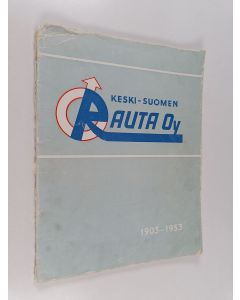 KESKI-SUOMEN
RAUTA Oy
1903-1953